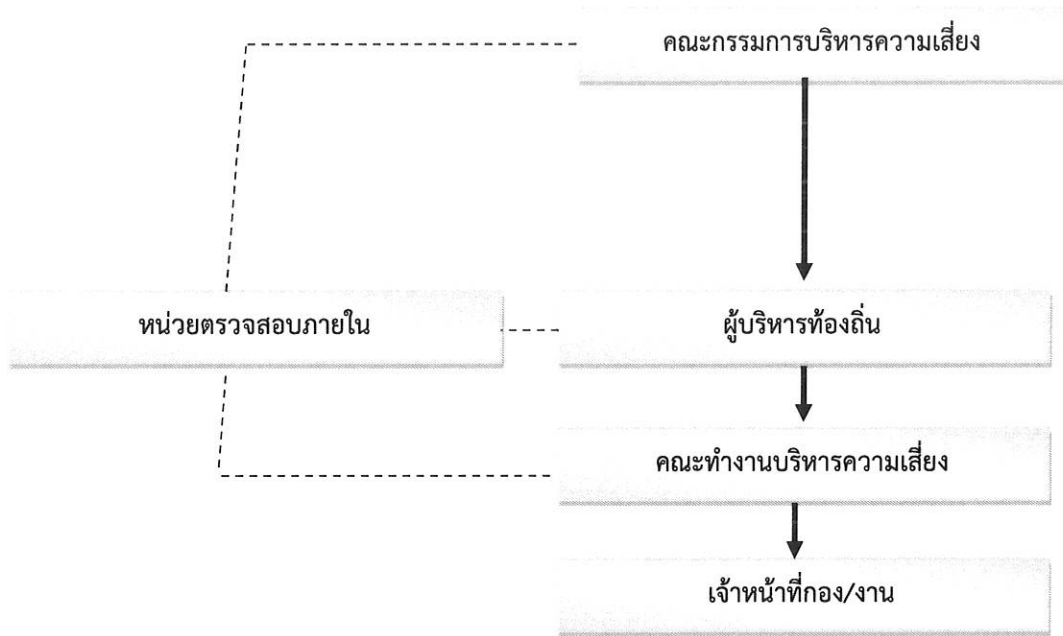 คณะกรรมการบริหารความเสี่ยง
หน่วยตรวจสอบภายใน
ผู้บริหารท้องถิ่น
คณะทำงานบริหารความเสี่ยง
เจ้าหน้าที่กอง/งาน